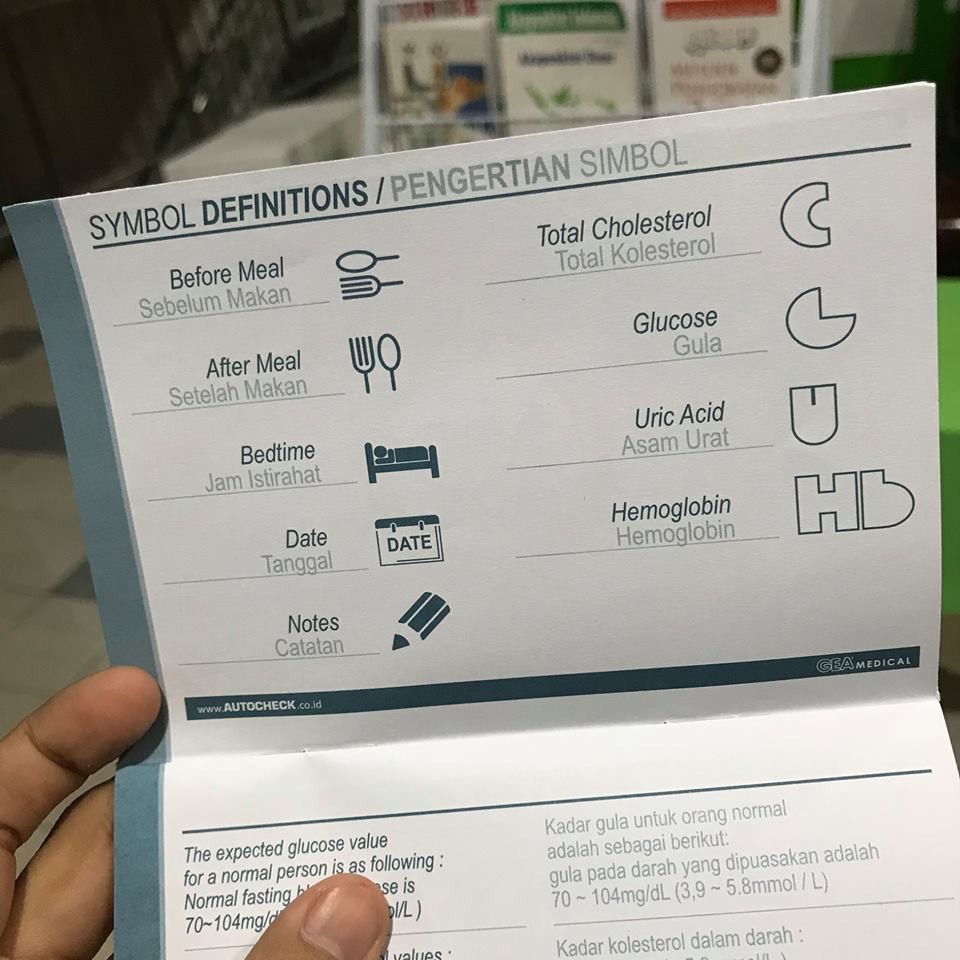 SYMBOL DEFINITIONS / PENGERTIAN SIMBOL
Before Meal
Sebelum Makan
After Meal
Setelah Makan
Bedtime
Jam Istirahat
Date
Tanggal
DATE
Notes
Catatan
Total Cholesterol
Total Kolesterol
Glucose
Gula
Uric Acid
Asam Urat
Hemoglobin
Hemoglobin
Hb
www.AUTOCHECK.co.id
GEA MEDICAL
The expected glucose value
for a normal person is as following :
Normal fasting is
70~104mg/
values :
Kadar gula untuk orang normal
adalah sebagai berikut:
gula pada darah yang dipuasakan adalah
70 ~ 104mg/dL (3,9 ~ 5.8mmol / L)
Kadar kolesterol dalam darah :